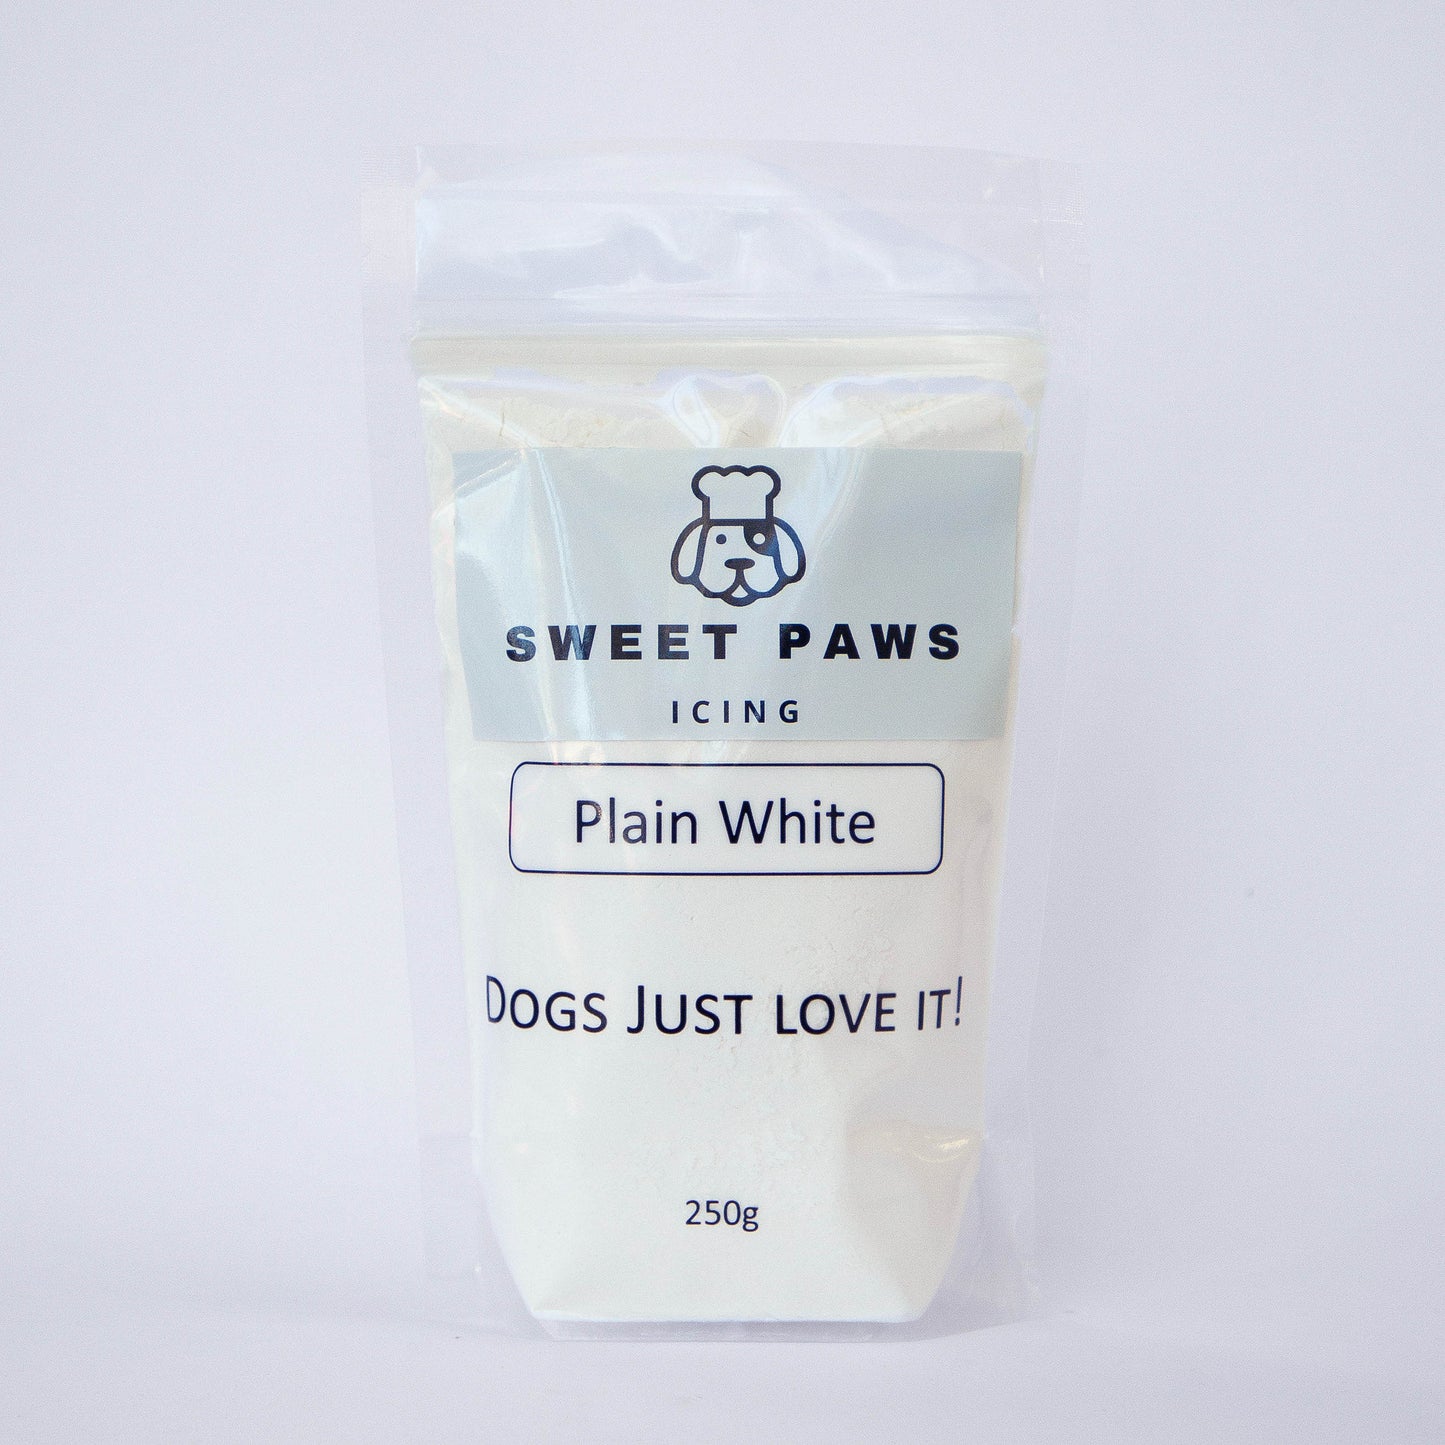 SWEET PAWS
ICING
Plain White
DOGS JUST LOVE IT!
250g